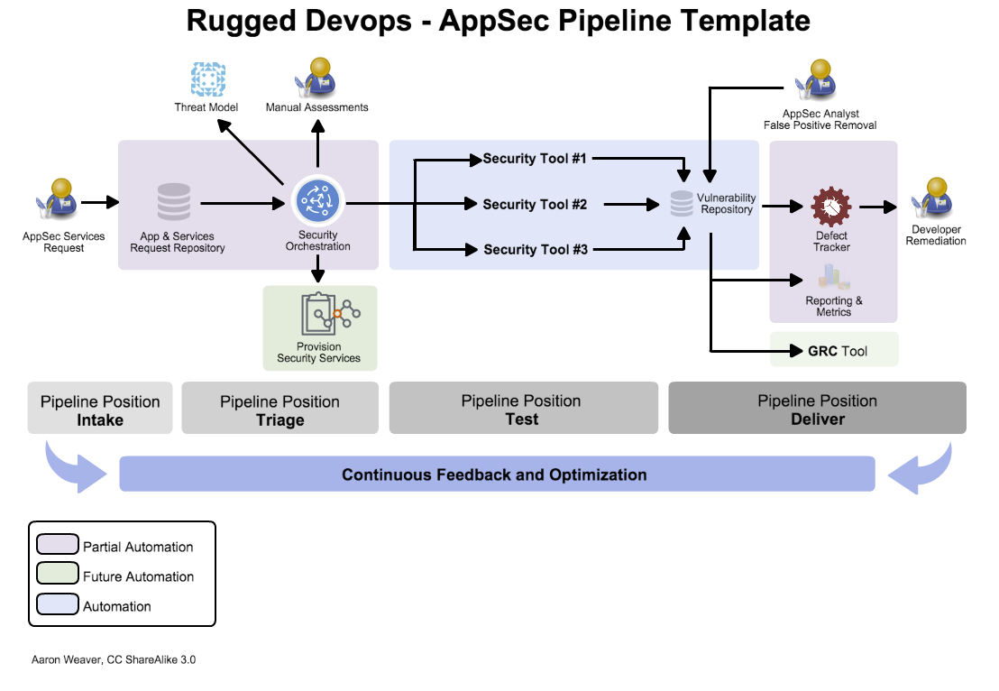 Rugged Devops - AppSec Pipeline Template
Threat Model
Manual Assessments
AppSec Analyst
False Positive Removal
AppSec Services
Request
App & Services
Request Repository
Security
Orchestration
Security Tool #1
Security Tool #2
Security Tool #3
Vulnerability
Repository
Defect
Tracker
Developer
Remediation
Reporting &
Metrics
Provision
Security Services
GRC Tool
Pipeline Position
Intake
Pipeline Position
Triage
Pipeline Position
Test
Pipeline Position
Deliver
Continuous Feedback and Optimization
Partial Automation
Future Automation
Automation
Aaron Weaver, CC ShareAlike 3.0